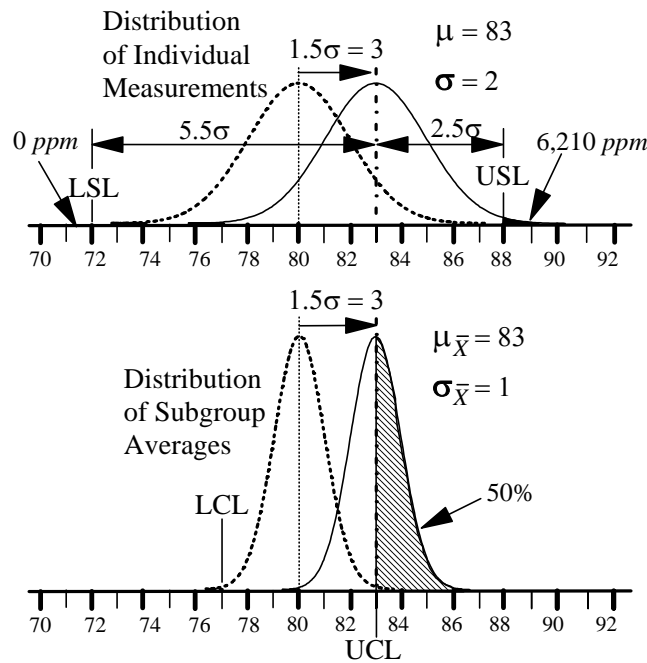 Distribution
of Individual
Measurements
1.5σ = 3
μ = 83
σ = 2
5.5σ
2.5σ
0 ppm
6,210 ppm
LSL
USL
70 72 74 76 78 80 82 84 86 88 90 92
1.5σ = 3
μX̄ = 83
σX̄ = 1
Distribution
of Subgroup
Averages
50%
LCL
70 72 74 76 78 80 82 84 86 88 90 92
UCL